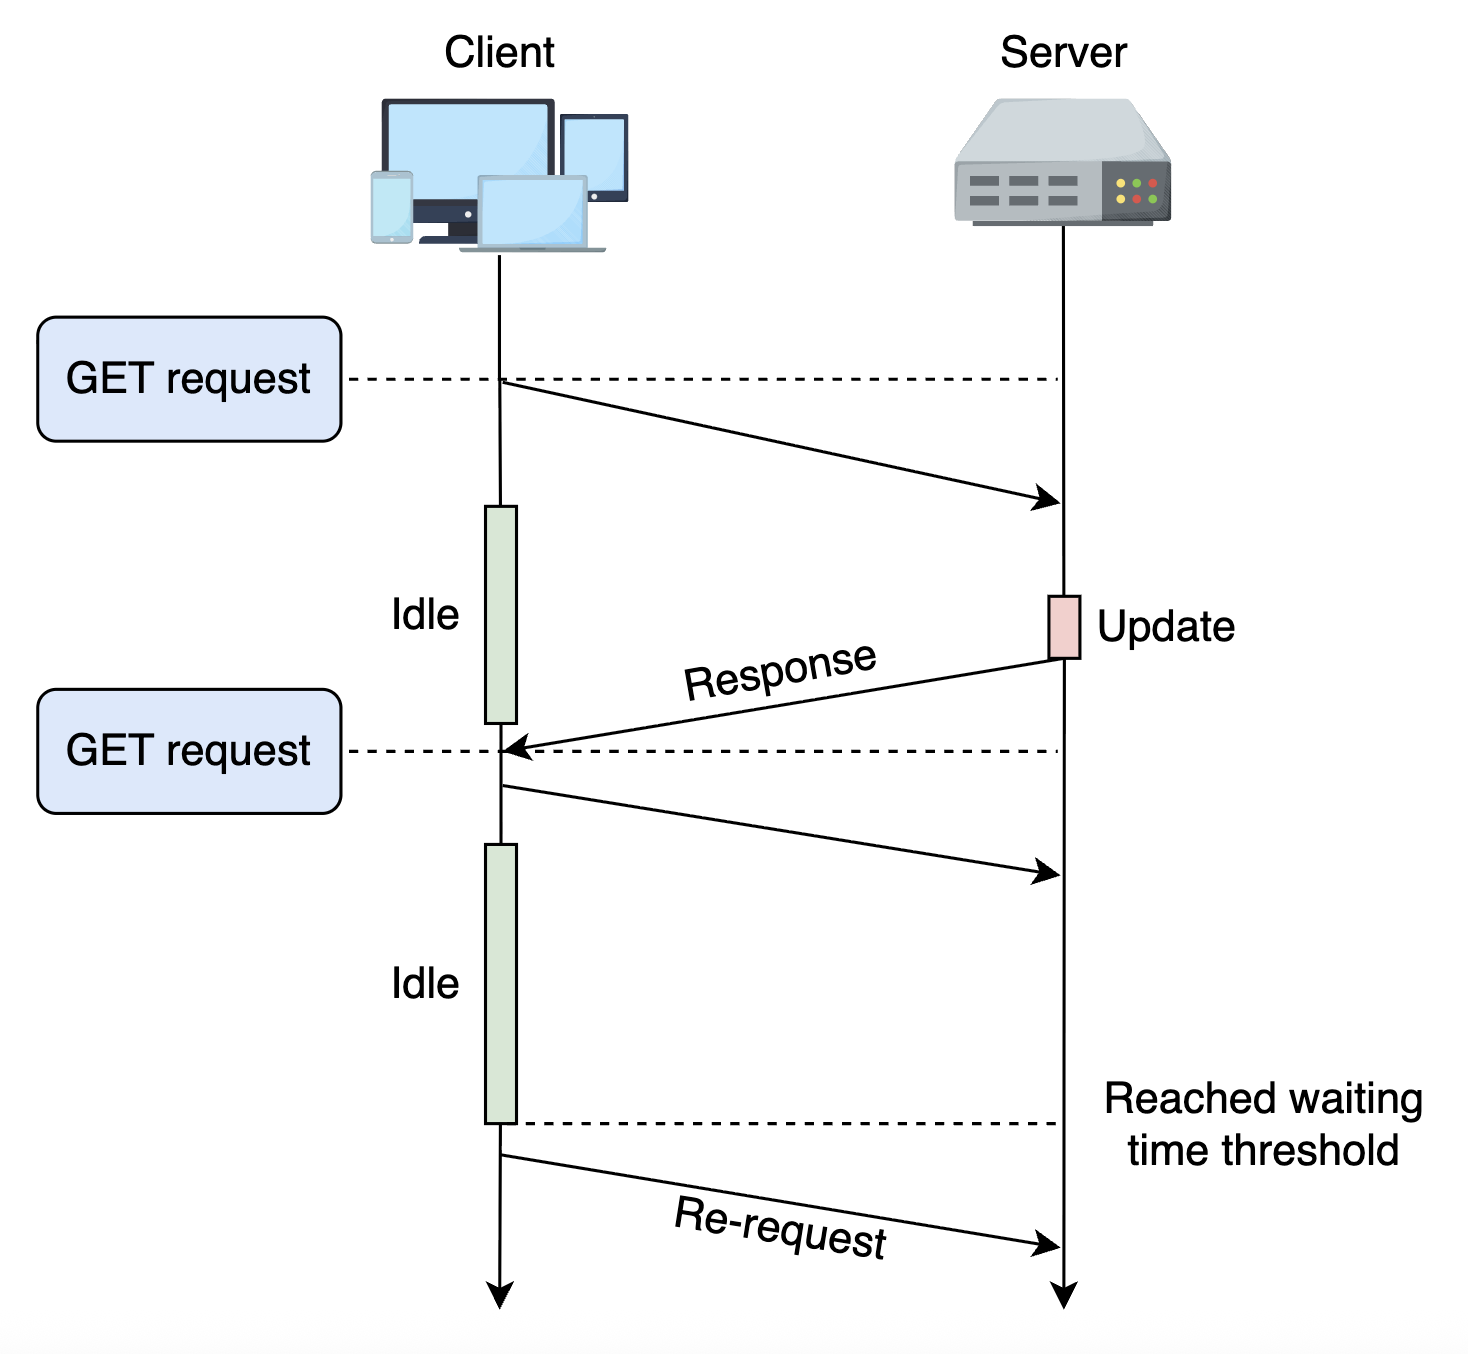 Client
Server
GET request
Idle
Update
Response
GET request
Idle
Reached waiting
time threshold
Re-request